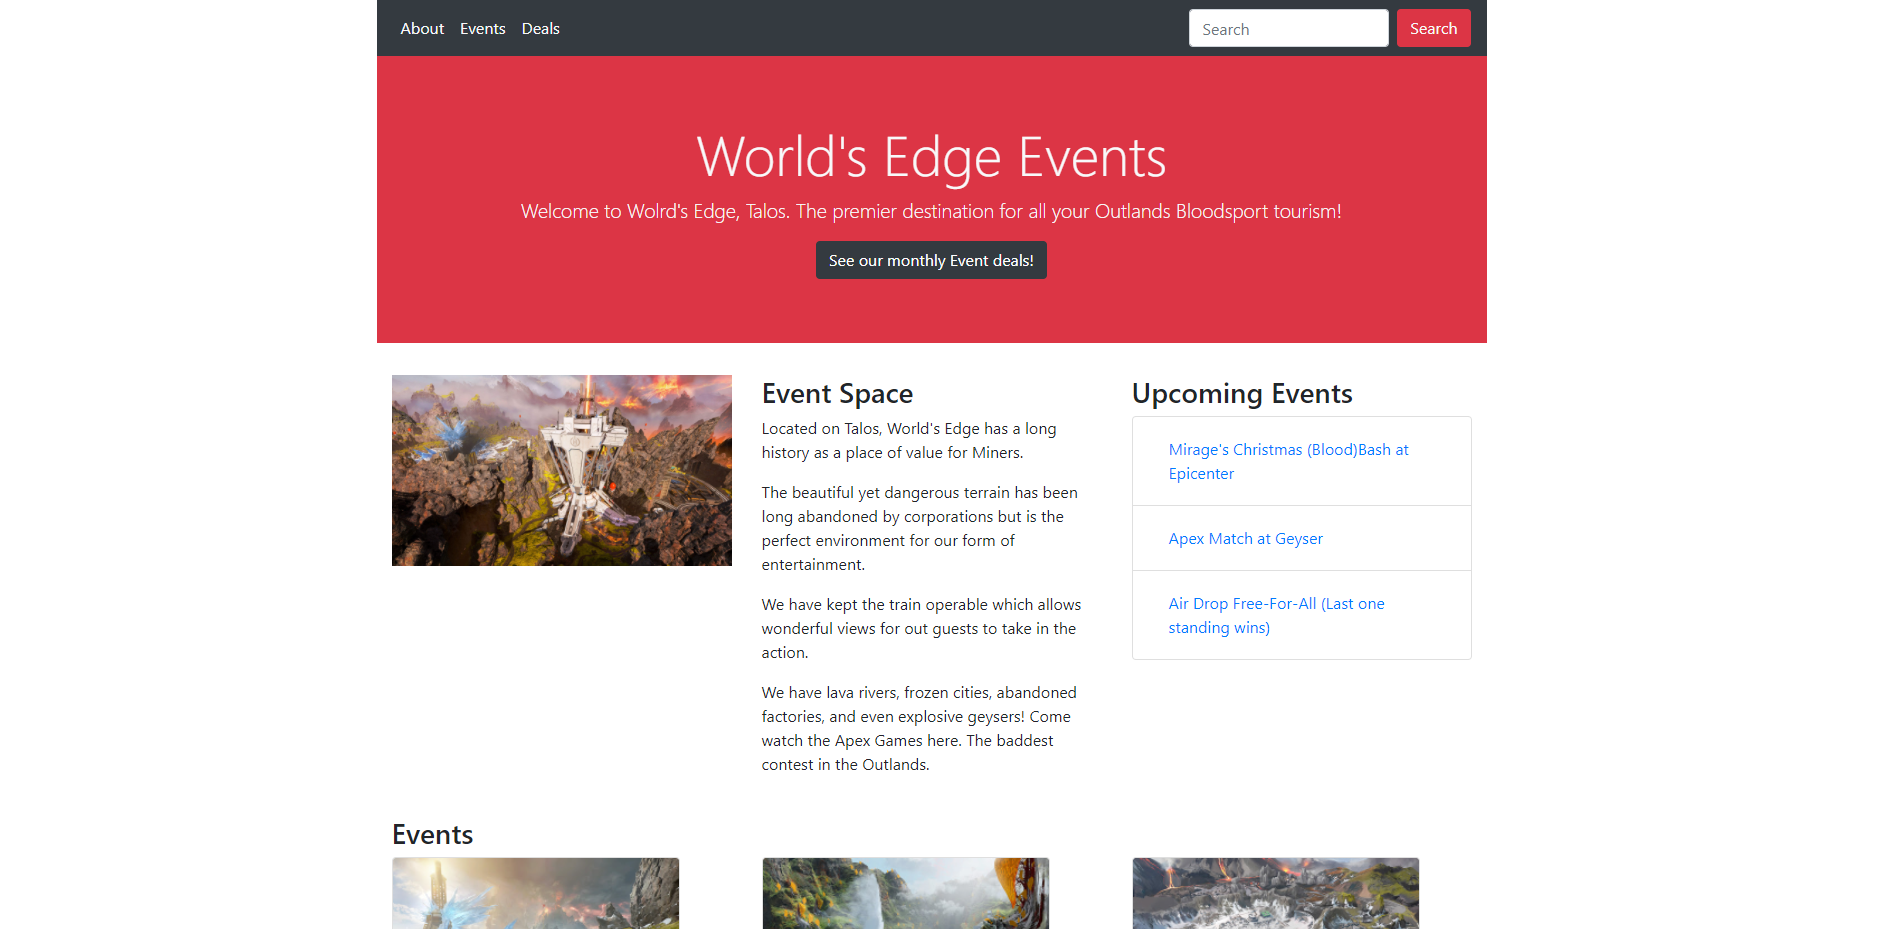 About Events Deals Search Search
World's Edge Events
Welcome to Wolrd's Edge, Talos. The premier destination for all your Outlands Bloodsport tourism!
See our monthly Event deals!
Event Space
Located on Talos, World's Edge has a long
history as a place of value for Miners.
The beautiful yet dangerous terrain has been
long abandoned by corporations but is the
perfect environment for our form of
entertainment.
We have kept the train operable which allows
wonderful views for out guests to take in the
action.
We have lava rivers, frozen cities, abandoned
factories, and even explosive geysers! Come
watch the Apex Games here. The baddest
contest in the Outlands.
Upcoming Events
Mirage's Christmas (Blood)Bash at
Epicenter
Apex Match at Geyser
Air Drop Free-For-All (Last one
standing wins)
Events